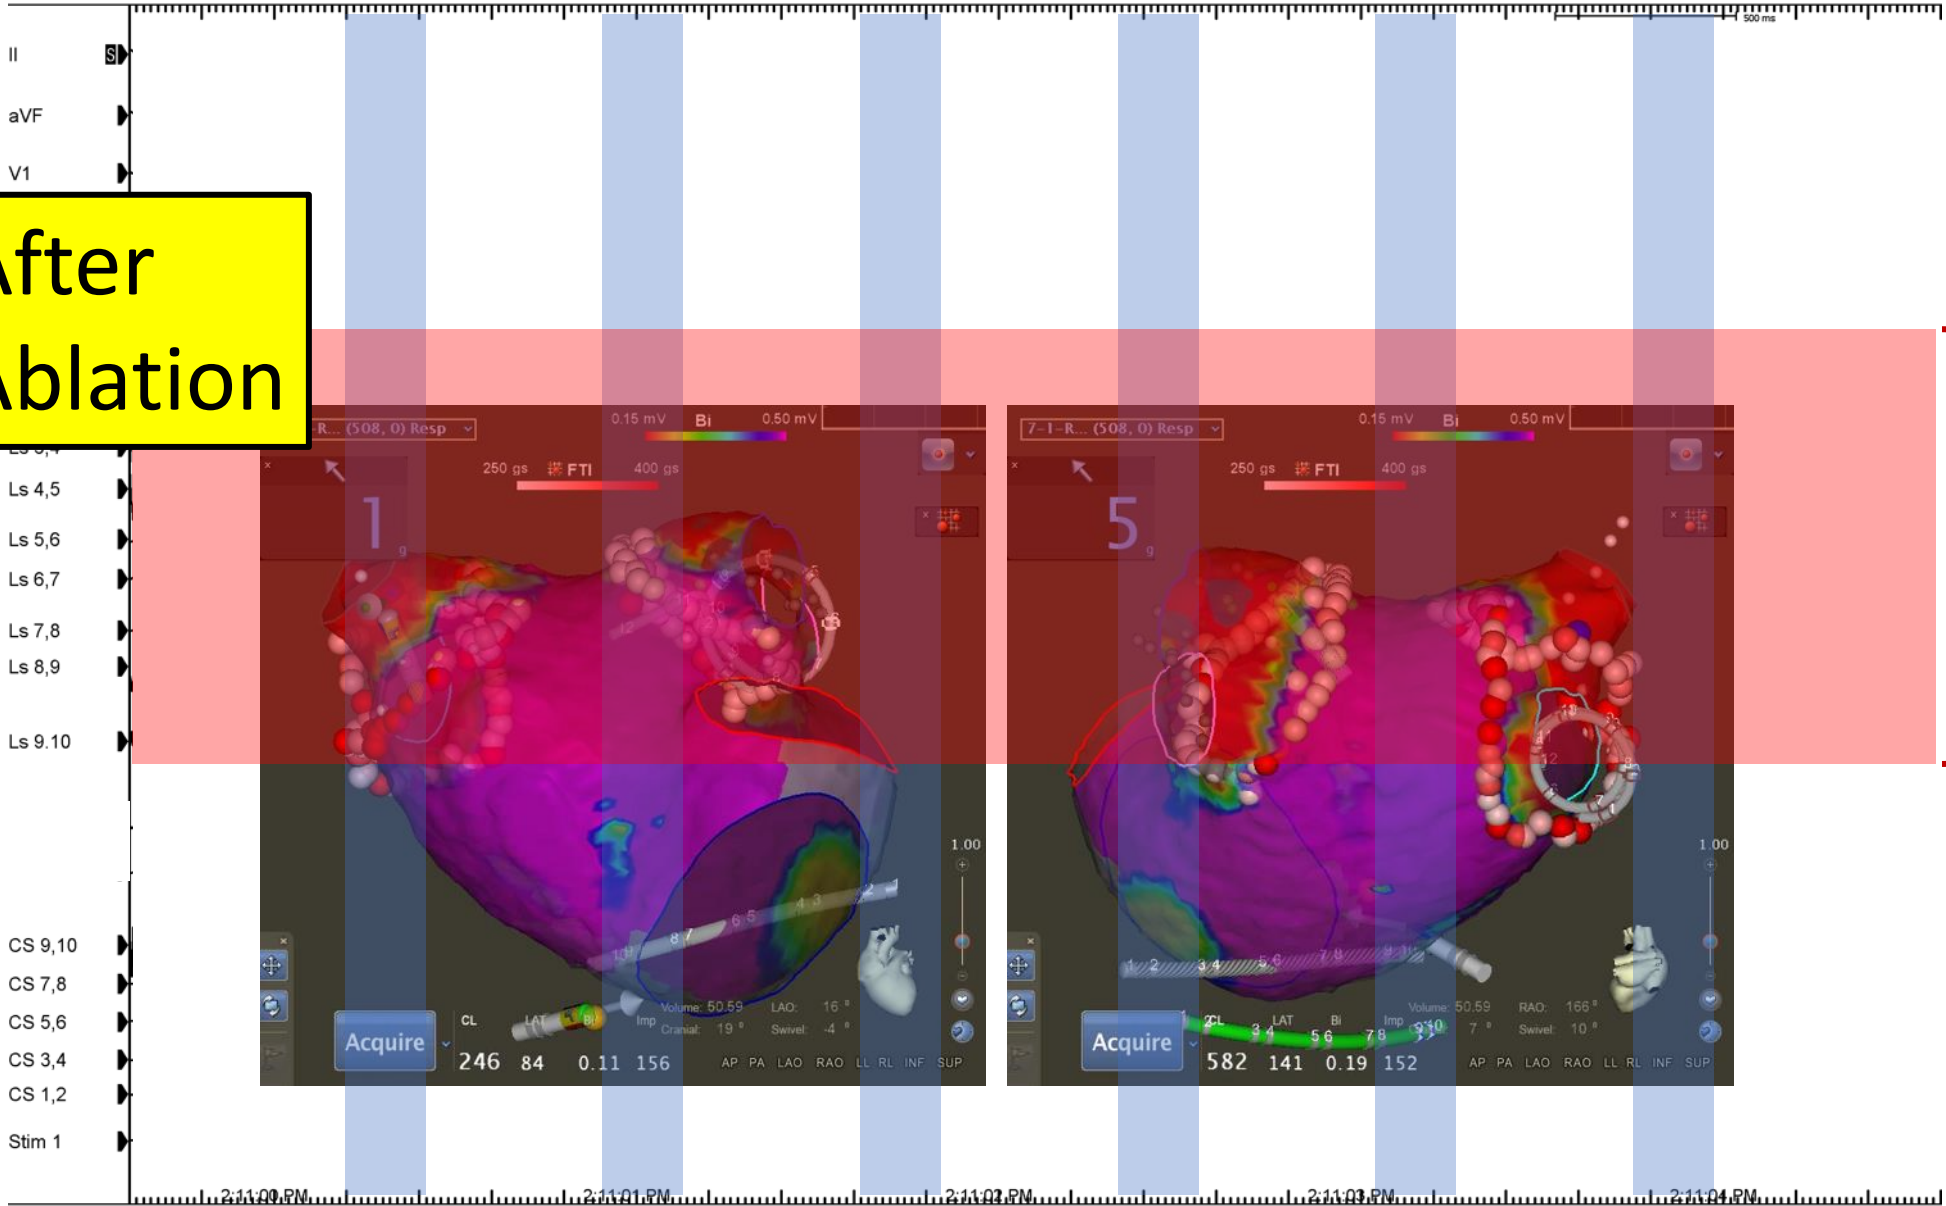 500 ms
II
S
aVF
V1
After
Ablation
Ls 4,5
Ls 5,6
Ls 6,7
Ls 7,8
Ls 8,9
Ls 9.10
CS 9,10
CS 7,8
CS 5,6
CS 3,4
CS 1,2
Stim 1
-R... (508, 0) Resp
0.15 mV Bi 0.50 mV
250 gs FTI 400 gs
1 g
1.00
Volume: 50.59 LAO: 16 °
Cranial: 19 ° Swivel: -4 °
Acquire
CL LAT Bi Imp
246 84 0.11 156
AP PA LAO RAO LL RL INF SUP
7-1-R... (508, 0) Resp
0.15 mV Bi 0.50 mV
250 gs FTI 400 gs
5 g
1.00
Volume: 50.59 RAO: 166 °
7 ° Swivel: 10 °
Acquire
CL LAT Bi Imp
582 141 0.19 152
AP PA LAO RAO LL RL INF SUP
2:11:00 PM 2:11:01 PM 2:11:02 PM 2:11:03 PM 2:11:04 PM